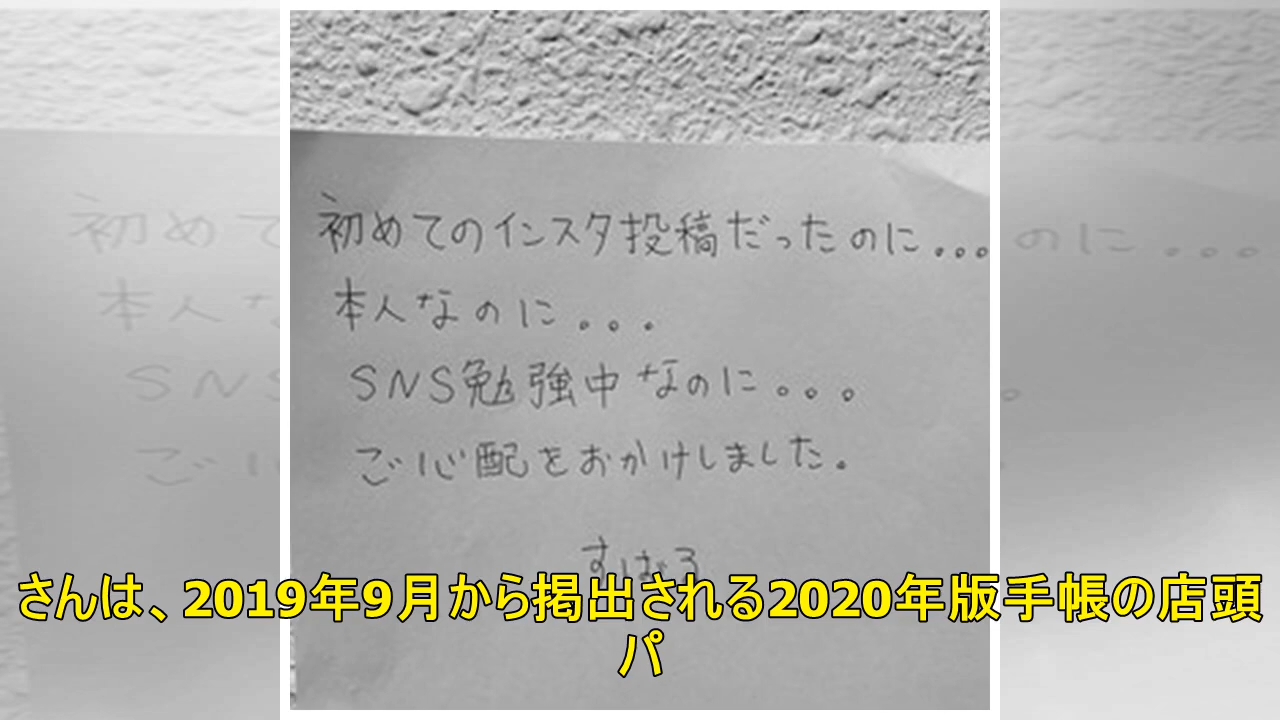 初めてのインスタ投稿だったのに。。。
本人なのに。。。
SNS勉強中なのに。。。
ご心配をおかけしました。
すばる
さんは、2019年9月から掲出される2020年版手帳の店頭
パ